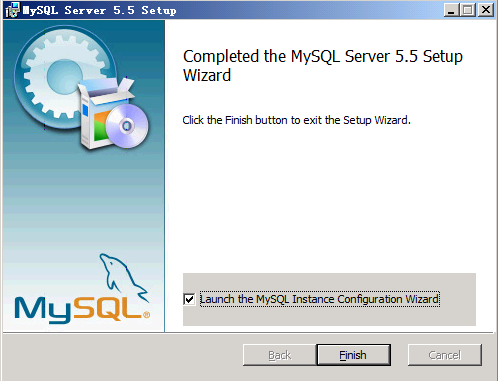 MySQL Server 5.5 Setup
Completed the MySQL Server 5.5 Setup
Wizard
Click the Finish button to exit the Setup Wizard.
MySQL®
Launch the MySQL Instance Configuration Wizard
Back
Finish
Cancel